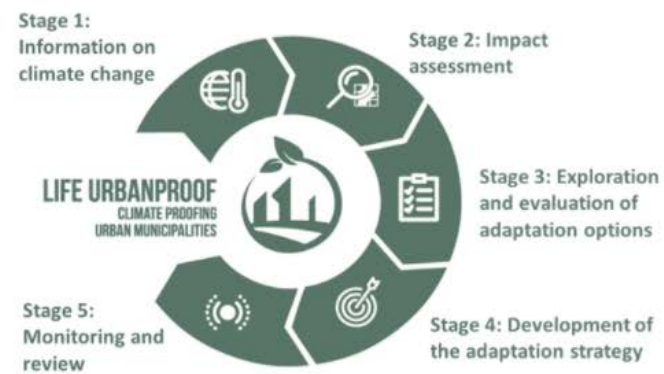 Stage 1:
Information on
climate change
Stage 2: Impact
assessment
Stage 3: Exploration
and evaluation of
adaptation options
LIFE URBANPROOF
CLIMATE PROOFING
URBAN MUNICIPALITIES
Stage 4: Development of
the adaptation strategy
Stage 5:
Monitoring and
review